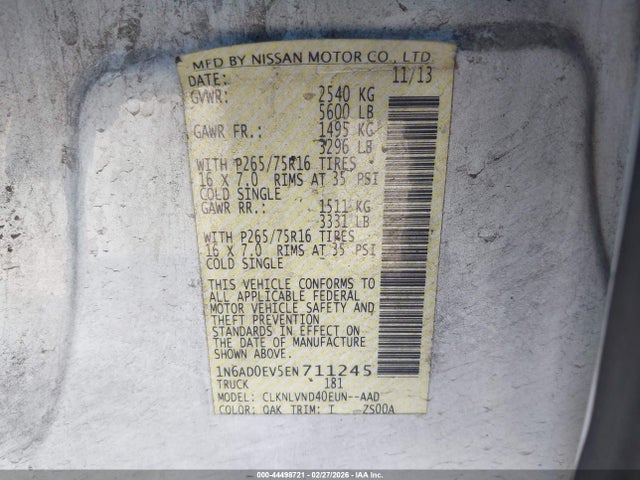 MFD BY NISSAN MOTOR CO., LTD.
DATE: 11/13
GVWR: 2540 KG
5600 LB
GAWR FR.: 1495 KG
3296 LB
WITH P265/75R16 TIRES
16 X 7.0 RIMS AT 35 PSI
COLD SINGLE
GAWR RR.: 1511 KG
3331 LB
WITH P265/75R16 TIRES
16 X 7.0 RIMS AT 35 PSI
COLD SINGLE
THIS VEHICLE CONFORMS TO
ALL APPLICABLE FEDERAL
MOTOR VEHICLE SAFETY AND
THEFT PREVENTION
STANDARDS IN EFFECT ON
THE DATE OF MANUFACTURE
SHOWN ABOVE.
1N6AD0EV5EN711245
TRUCK 181
MODEL: CLKNLVND40EUN--AAD
COLOR: QAK TRIM: T ZS00A
000-44498721 - 02/27/2026 - IAA Inc.